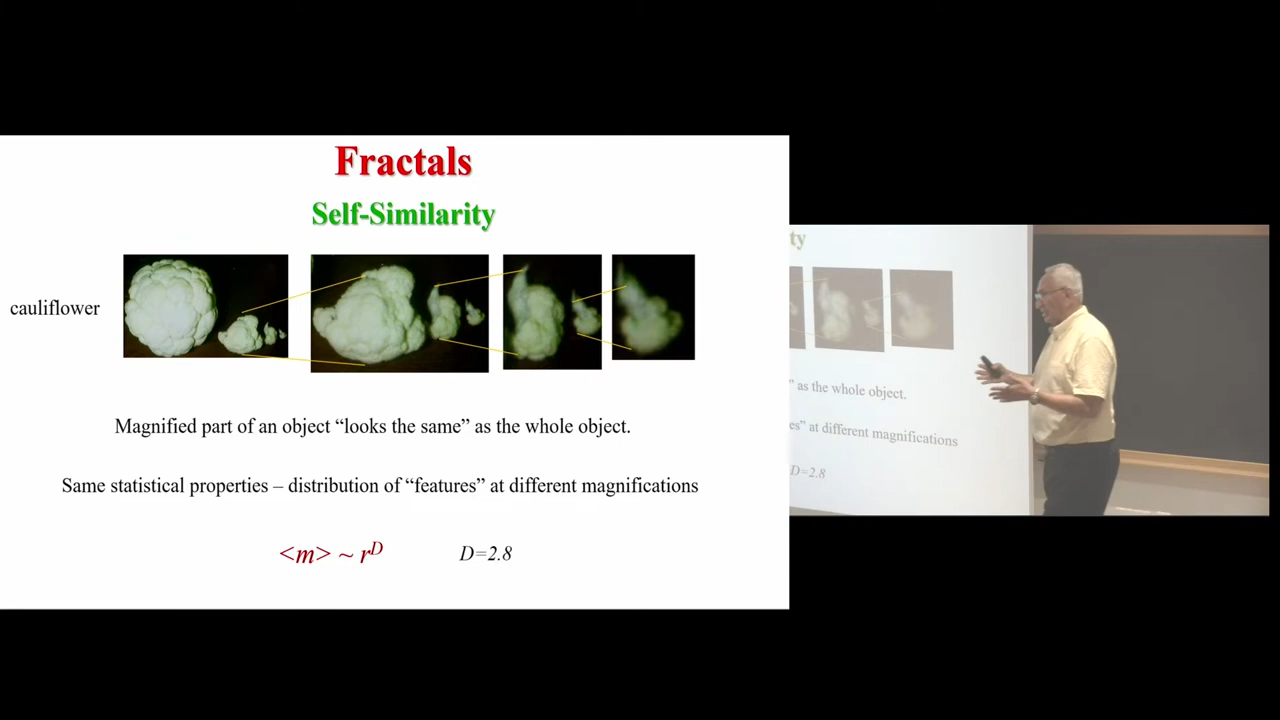 Fractals
Self-Similarity
cauliflower
Magnified part of an object “looks the same” as the whole object.
Same statistical properties – distribution of “features” at different magnifications
<m> ~ r^D D=2.8
ty
” as the whole object.
es” at different magnifications
D=2.8